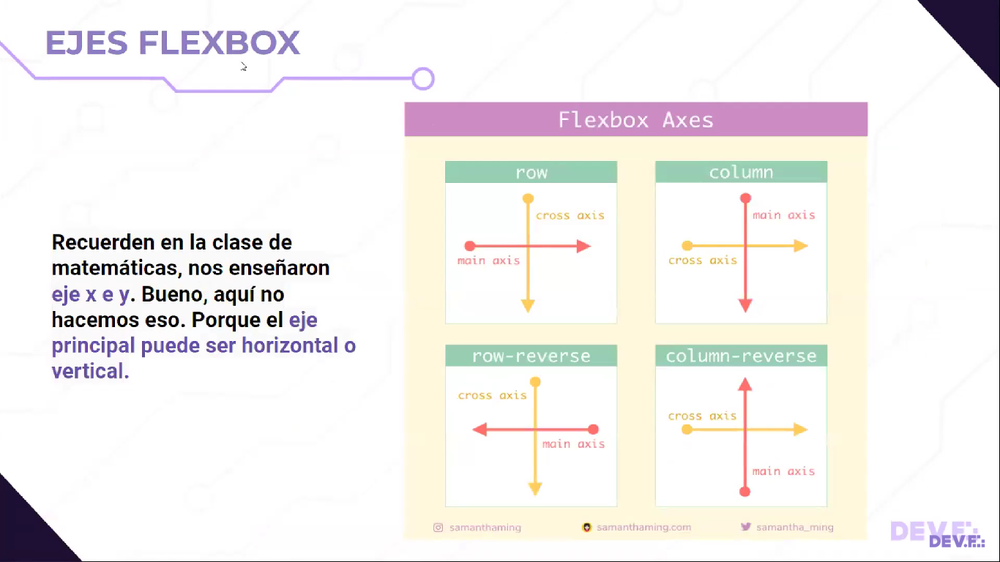 EJES FLEXBOX
Recuerden en la clase de
matemáticas, nos enseñaron
eje x e y. Bueno, aquí no
hacemos eso. Porque el eje
principal puede ser horizontal o
vertical.
Flexbox Axes
row
cross axis
main axis
column
main axis
cross axis
row-reverse
cross axis
main axis
column-reverse
cross axis
main axis
samanthaming
samanthaming.com
samantha_ming
DEV.F.:
DEV.F.: